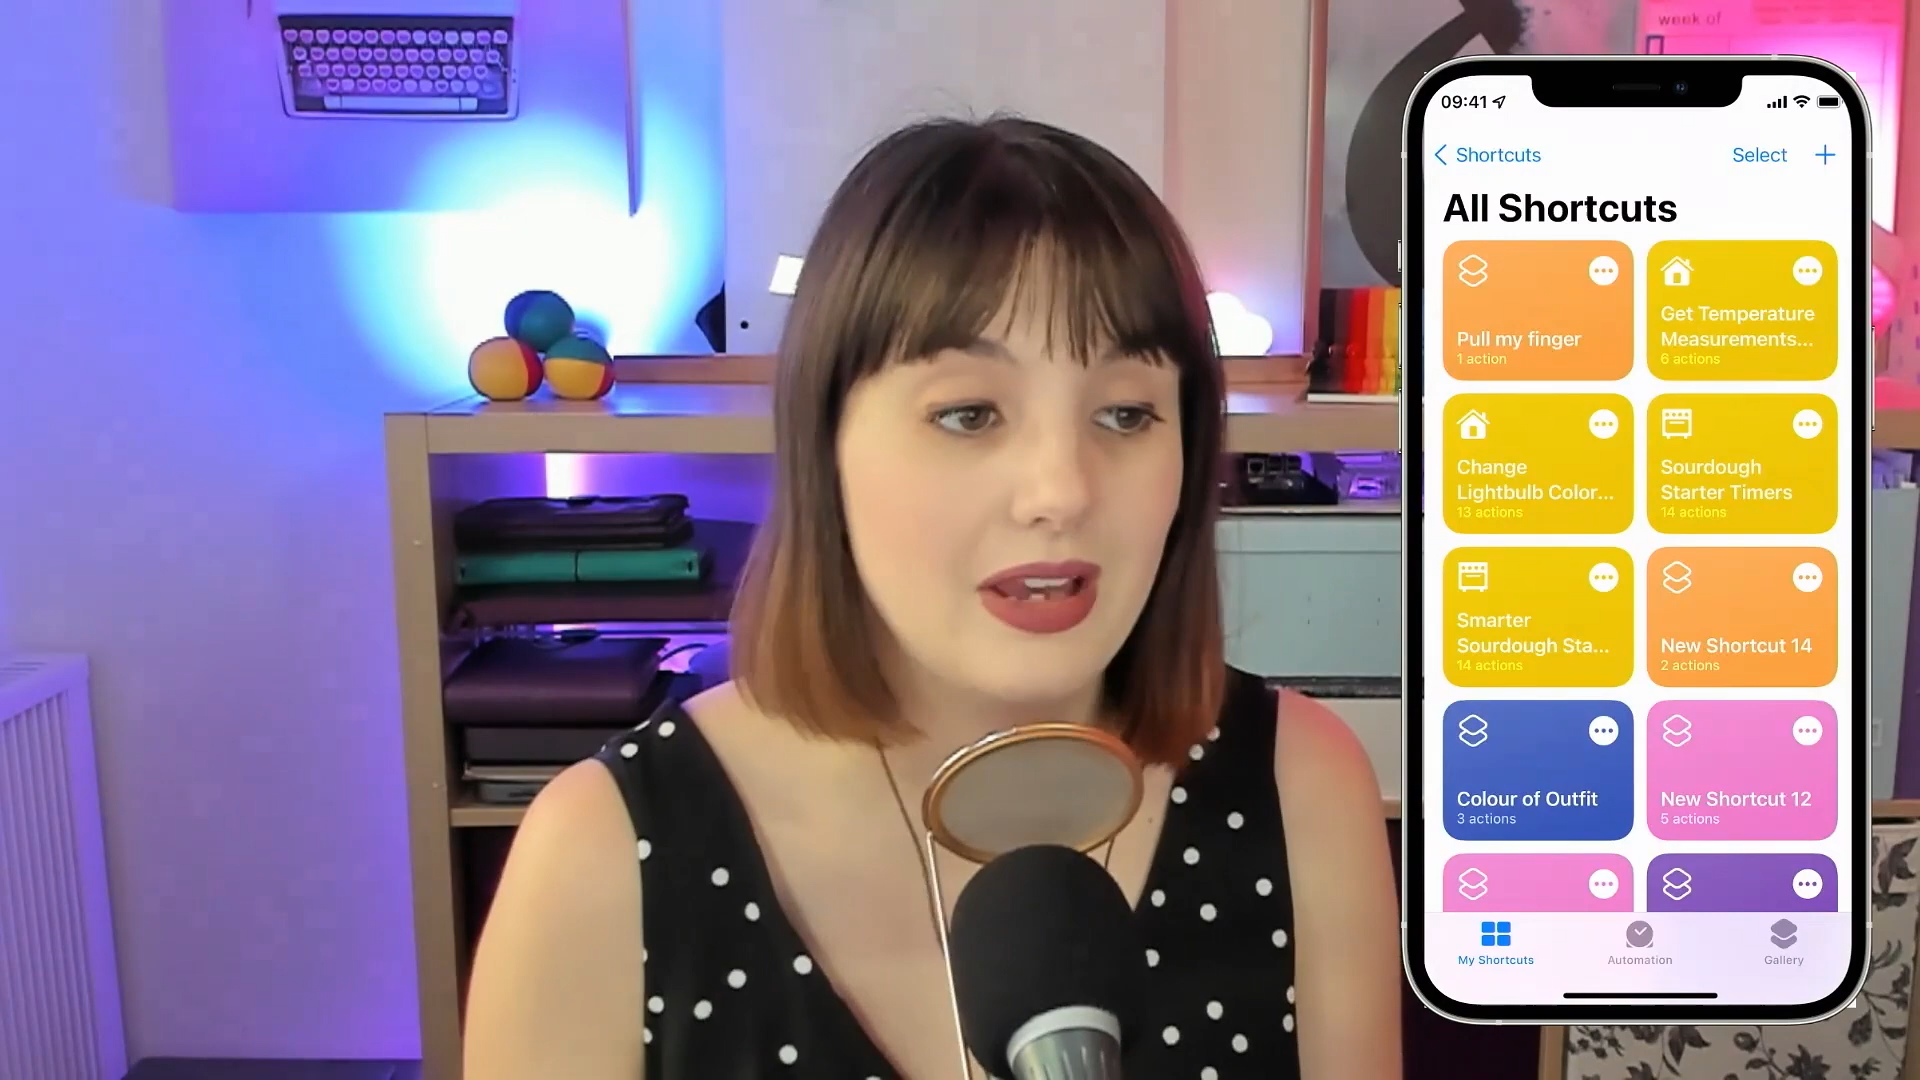 week of
09:41
Shortcuts
Select
All Shortcuts
Pull my finger
1 action
Get Temperature
Measurements...
6 actions
Change
Lightbulb Color...
13 actions
Sourdough
Starter Timers
14 actions
Smarter
Sourdough Sta...
14 actions
New Shortcut 14
2 actions
Colour of Outfit
3 actions
New Shortcut 12
5 actions
My Shortcuts
Automation
Gallery